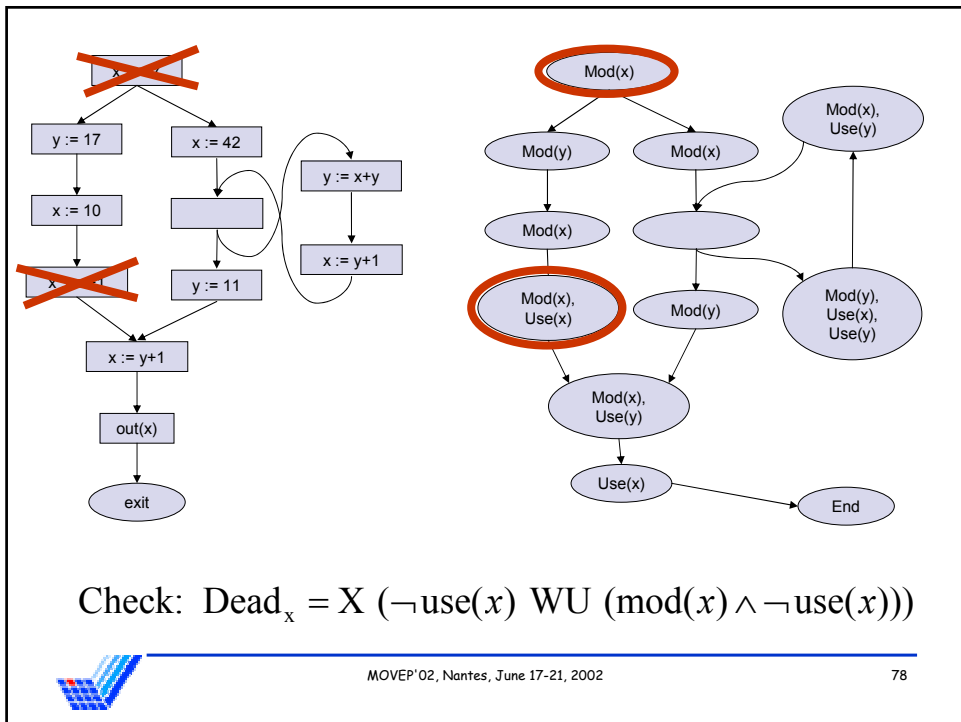 y := 17
x := 42
y := x+y
x := 10
x := y+1
y := 11
x := y+1
out(x)
exit
Mod(x)
Mod(x),
Use(y)
Mod(y)
Mod(x)
Mod(x)
Mod(x),
Use(x)
Mod(y)
Mod(y),
Use(x),
Use(y)
Mod(x),
Use(y)
Use(x)
End
Check: Deadₓ = X (¬use(x) WU (mod(x) ∧ ¬use(x)))
MOVEP'02, Nantes, June 17-21, 2002
78